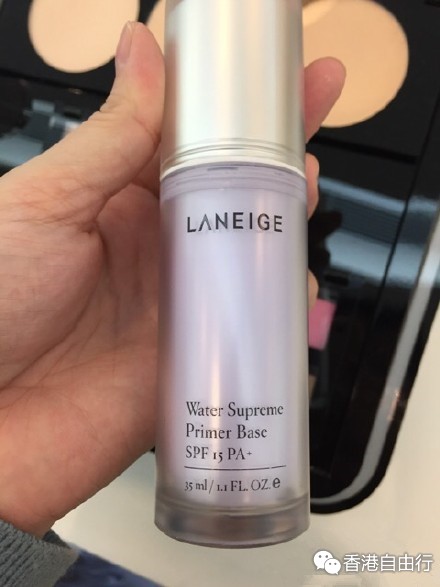 LANEIGE
Water Supreme
Primer Base
SPF 15 PA+
35 ml/ 1.1 FL. OZ. e
香港自由行